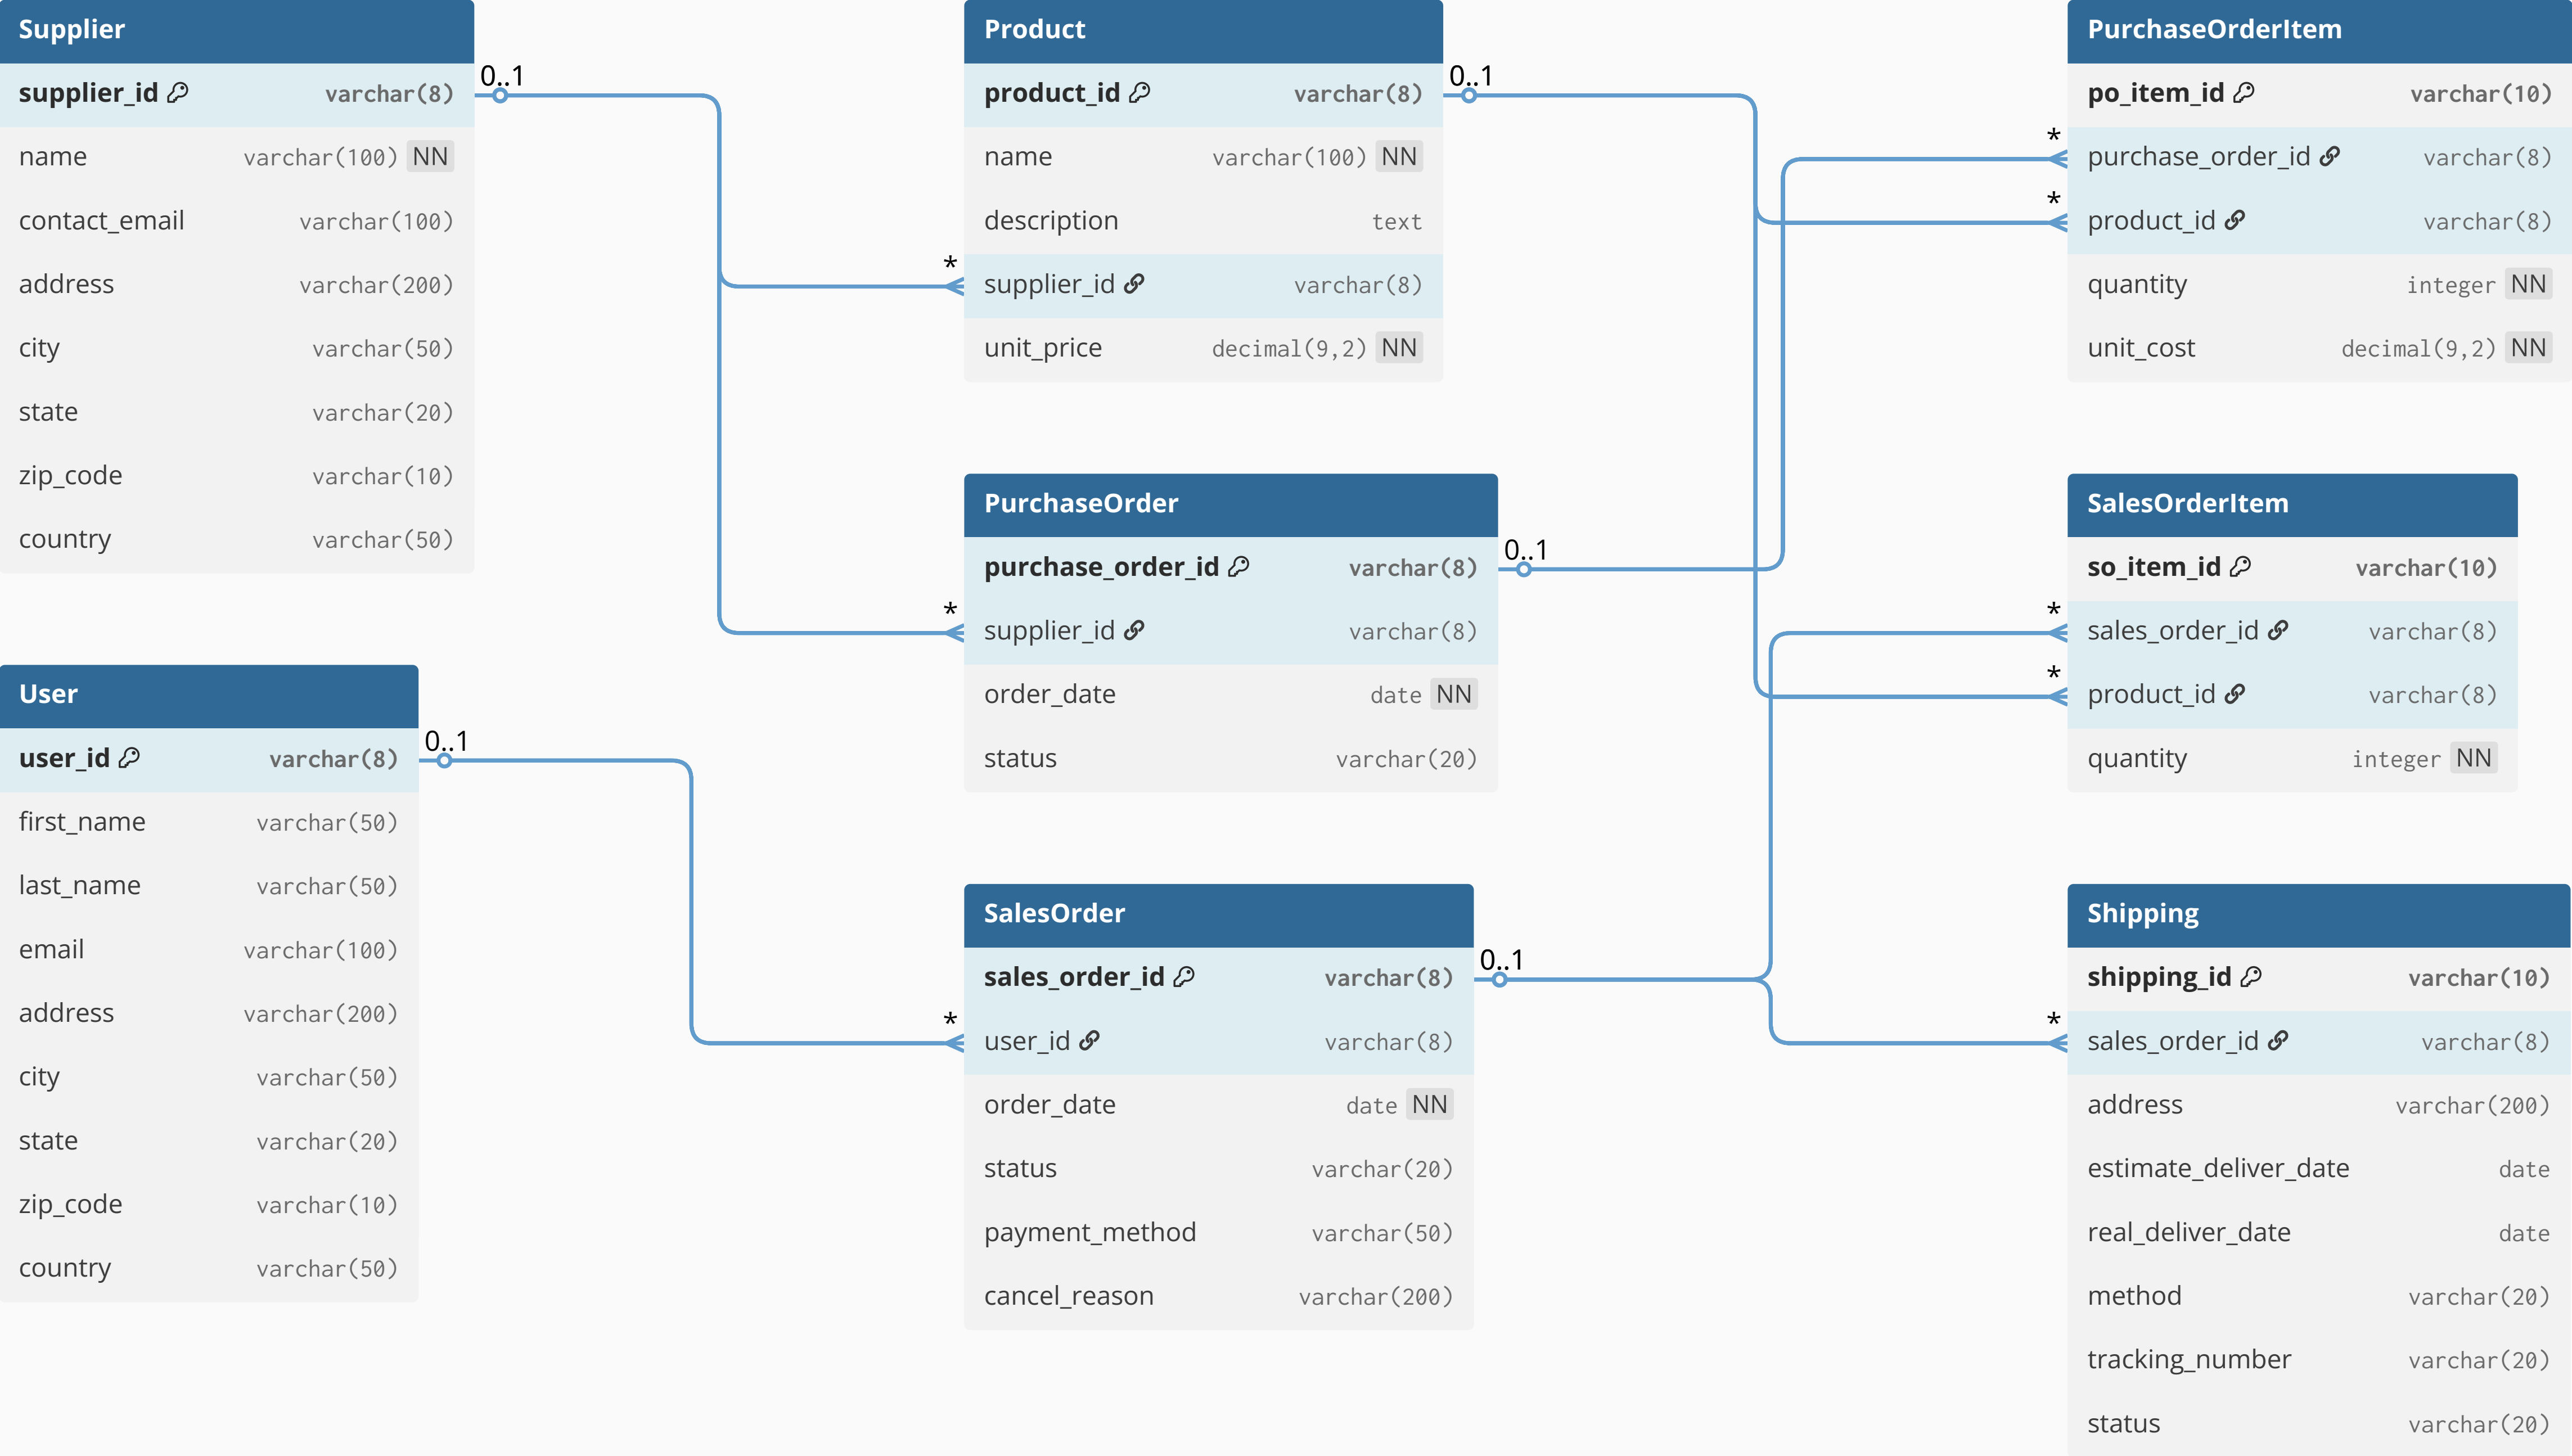 Supplier
supplier_id varchar(8)
name varchar(100) NN
contact_email varchar(100)
address varchar(200)
city varchar(50)
state varchar(20)
zip_code varchar(10)
country varchar(50)
0..1
User
user_id varchar(8)
first_name varchar(50)
last_name varchar(50)
email varchar(100)
address varchar(200)
city varchar(50)
state varchar(20)
zip_code varchar(10)
country varchar(50)
0..1
Product
product_id varchar(8)
name varchar(100) NN
description text
* supplier_id varchar(8)
unit_price decimal(9,2) NN
0..1
PurchaseOrder
purchase_order_id varchar(8)
* supplier_id varchar(8)
order_date date NN
status varchar(20)
0..1
SalesOrder
sales_order_id varchar(8)
* user_id varchar(8)
order_date date NN
status varchar(20)
payment_method varchar(50)
cancel_reason varchar(200)
0..1
PurchaseOrderItem
po_item_id varchar(10)
* purchase_order_id varchar(8)
* product_id varchar(8)
quantity integer NN
unit_cost decimal(9,2) NN
SalesOrderItem
so_item_id varchar(10)
* sales_order_id varchar(8)
* product_id varchar(8)
quantity integer NN
Shipping
shipping_id varchar(10)
* sales_order_id varchar(8)
address varchar(200)
estimate_deliver_date date
real_deliver_date date
method varchar(20)
tracking_number varchar(20)
status varchar(20)